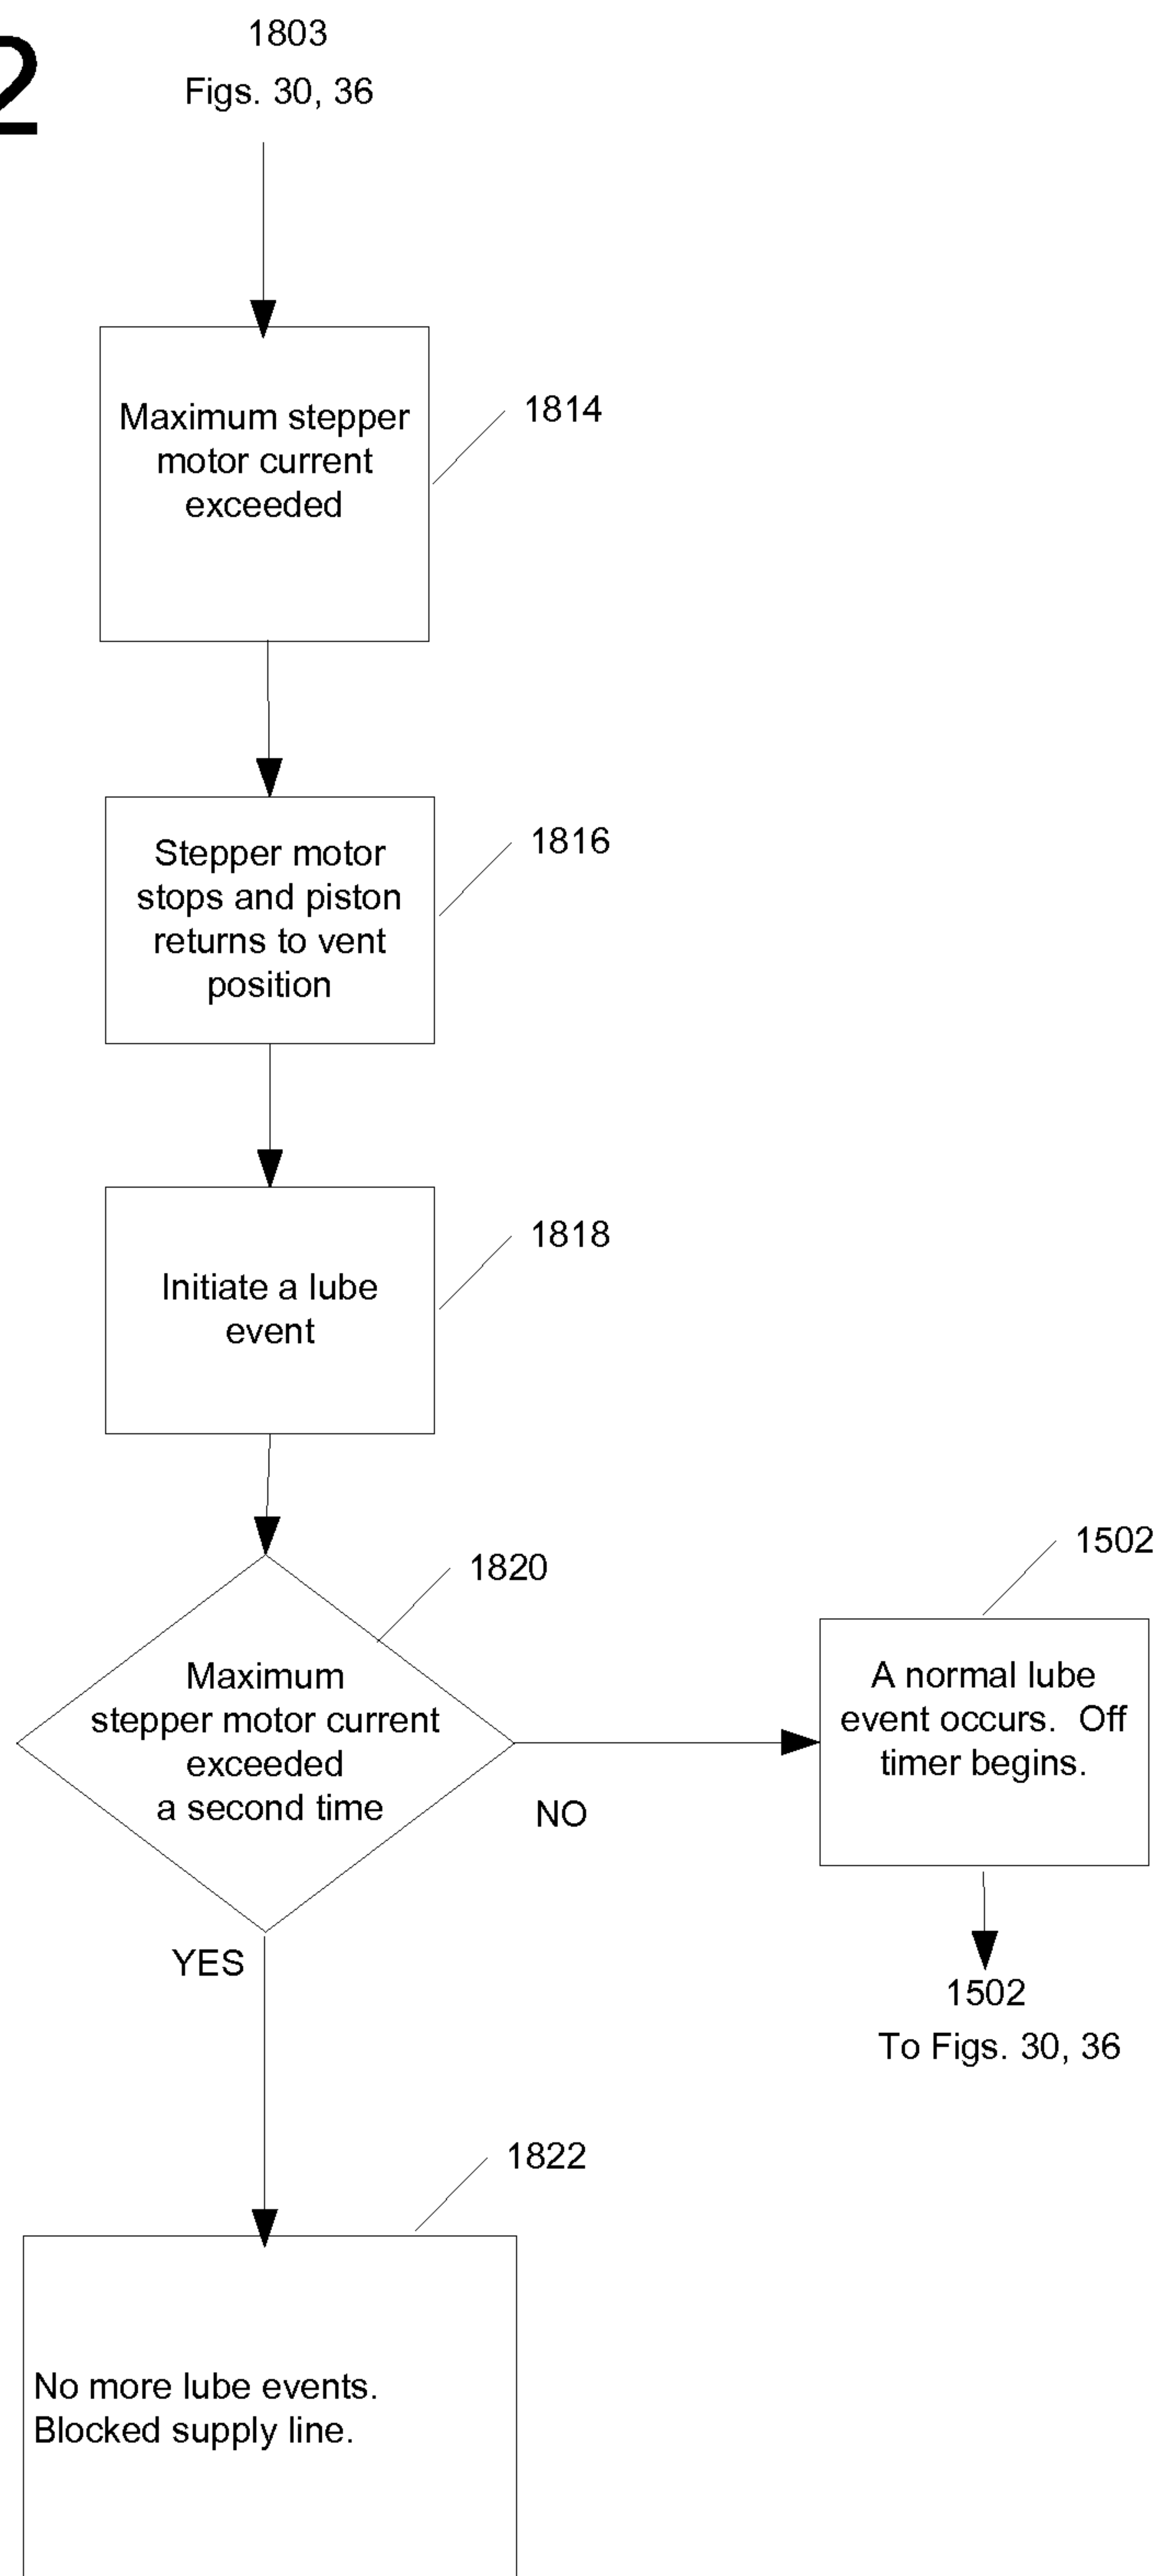 2
1803
Figs. 30, 36
Maximum stepper
motor current
exceeded
1814
Stepper motor
stops and piston
returns to vent
position
1816
Initiate a lube
event
1818
Maximum
stepper motor current
exceeded
a second time
1820
NO
YES
A normal lube
event occurs.  Off
timer begins.
1502
1502
To Figs. 30, 36
1822
No more lube events.
Blocked supply line.